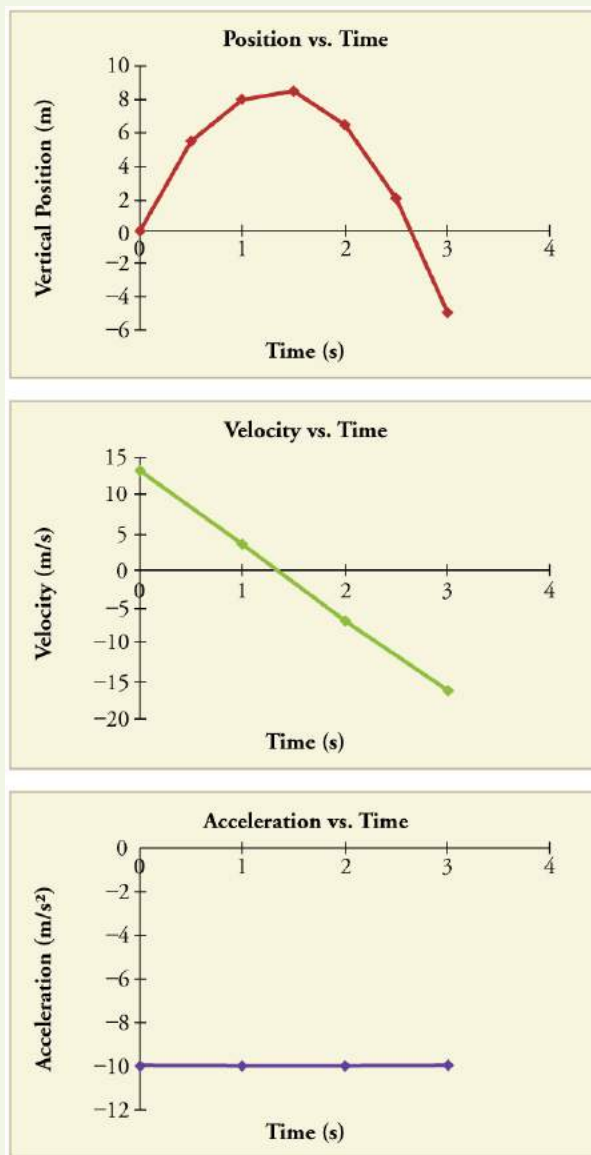 Position vs. Time
10
8
6
4
2
0
−2
−4
−6
0 1 2 3 4
Vertical Position (m)
Time (s)
Velocity vs. Time
15
10
5
0
−5
−10
−15
−20
0 1 2 3 4
Velocity (m/s)
Time (s)
Acceleration vs. Time
0
−2
−4
−6
−8
−10
−12
0 1 2 3 4
Acceleration (m/s²)
Time (s)